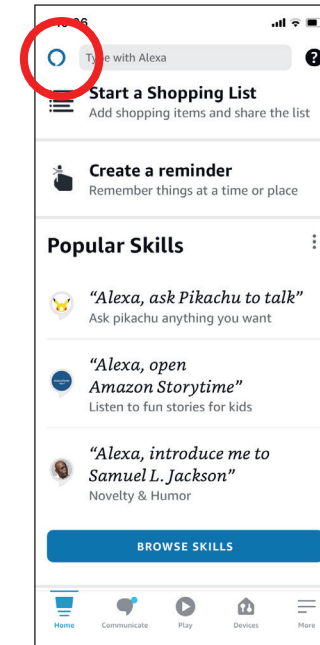 Type with Alexa
?
Start a Shopping List
Add shopping items and share the list
Create a reminder
Remember things at a time or place
Popular Skills
“Alexa, ask Pikachu to talk”
Ask pikachu anything you want
“Alexa, open
Amazon Storytime”
Listen to fun stories for kids
“Alexa, introduce me to
Samuel L. Jackson”
Novelty & Humor
BROWSE SKILLS
Home Communicate Play Devices More